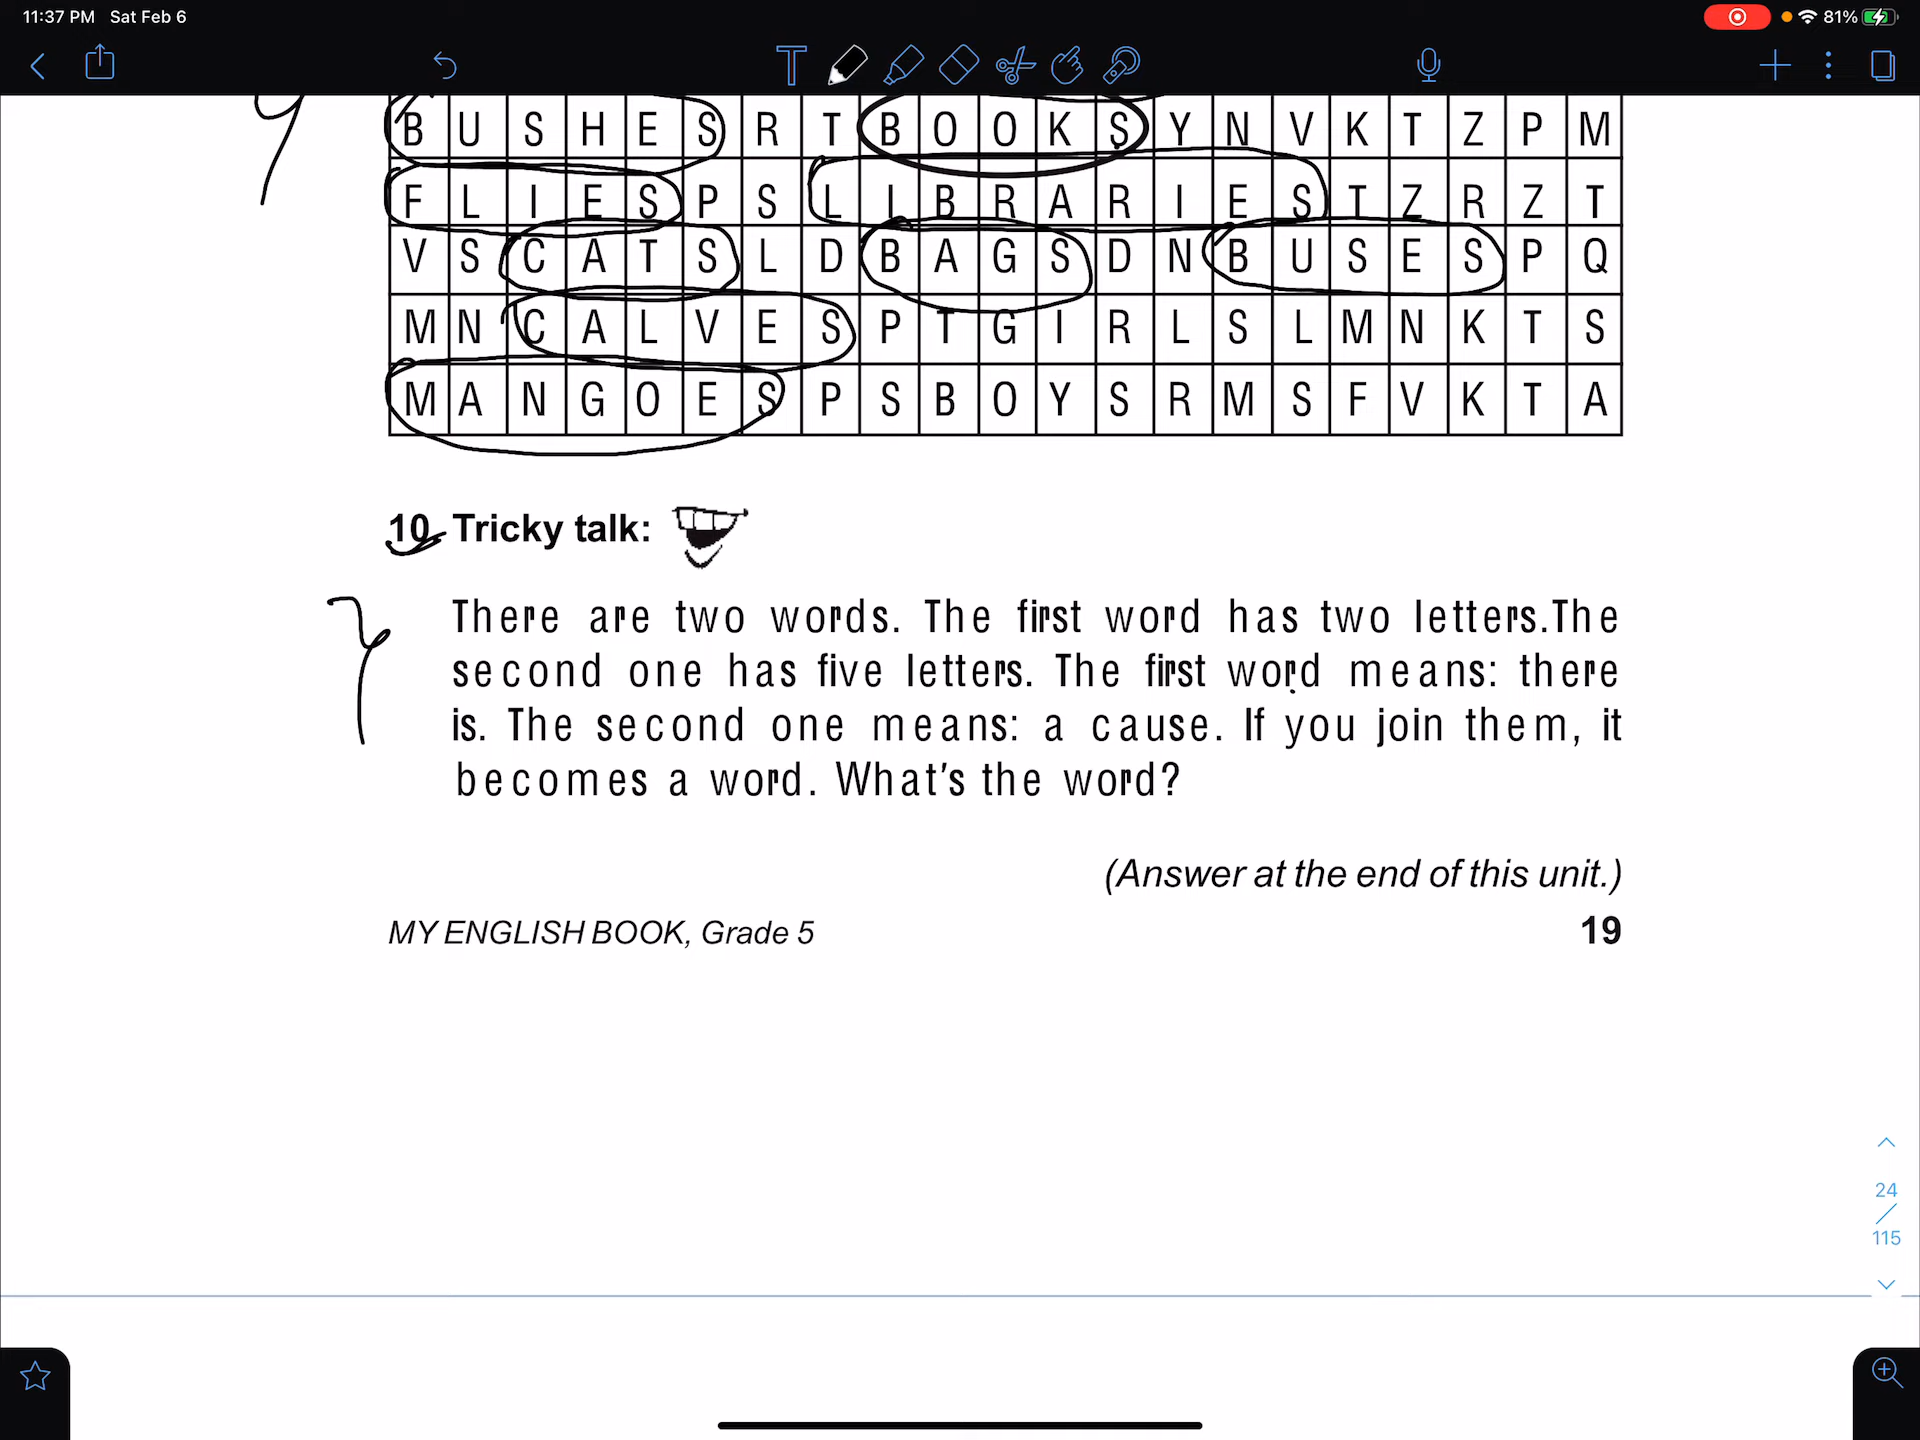 11:37 PM Sat Feb 6
81%
B U S H E S R T B O O K S Y N V K T Z P M
F L I E S P S L I B R A R I E S T Z R Z T
V S C A T S L D B A G S D N B U S E S P Q
M N C A L V E S P T G I R L S L M N K T S
M A N G O E S P S B O Y S R M S F V K T A
10. Tricky talk:
There are two words. The first word has two letters.The
second one has five letters. The first word means: there
is. The second one means: a cause. If you join them, it
becomes a word. What's the word?
(Answer at the end of this unit.)
MY ENGLISH BOOK, Grade 5
19
24
/
115